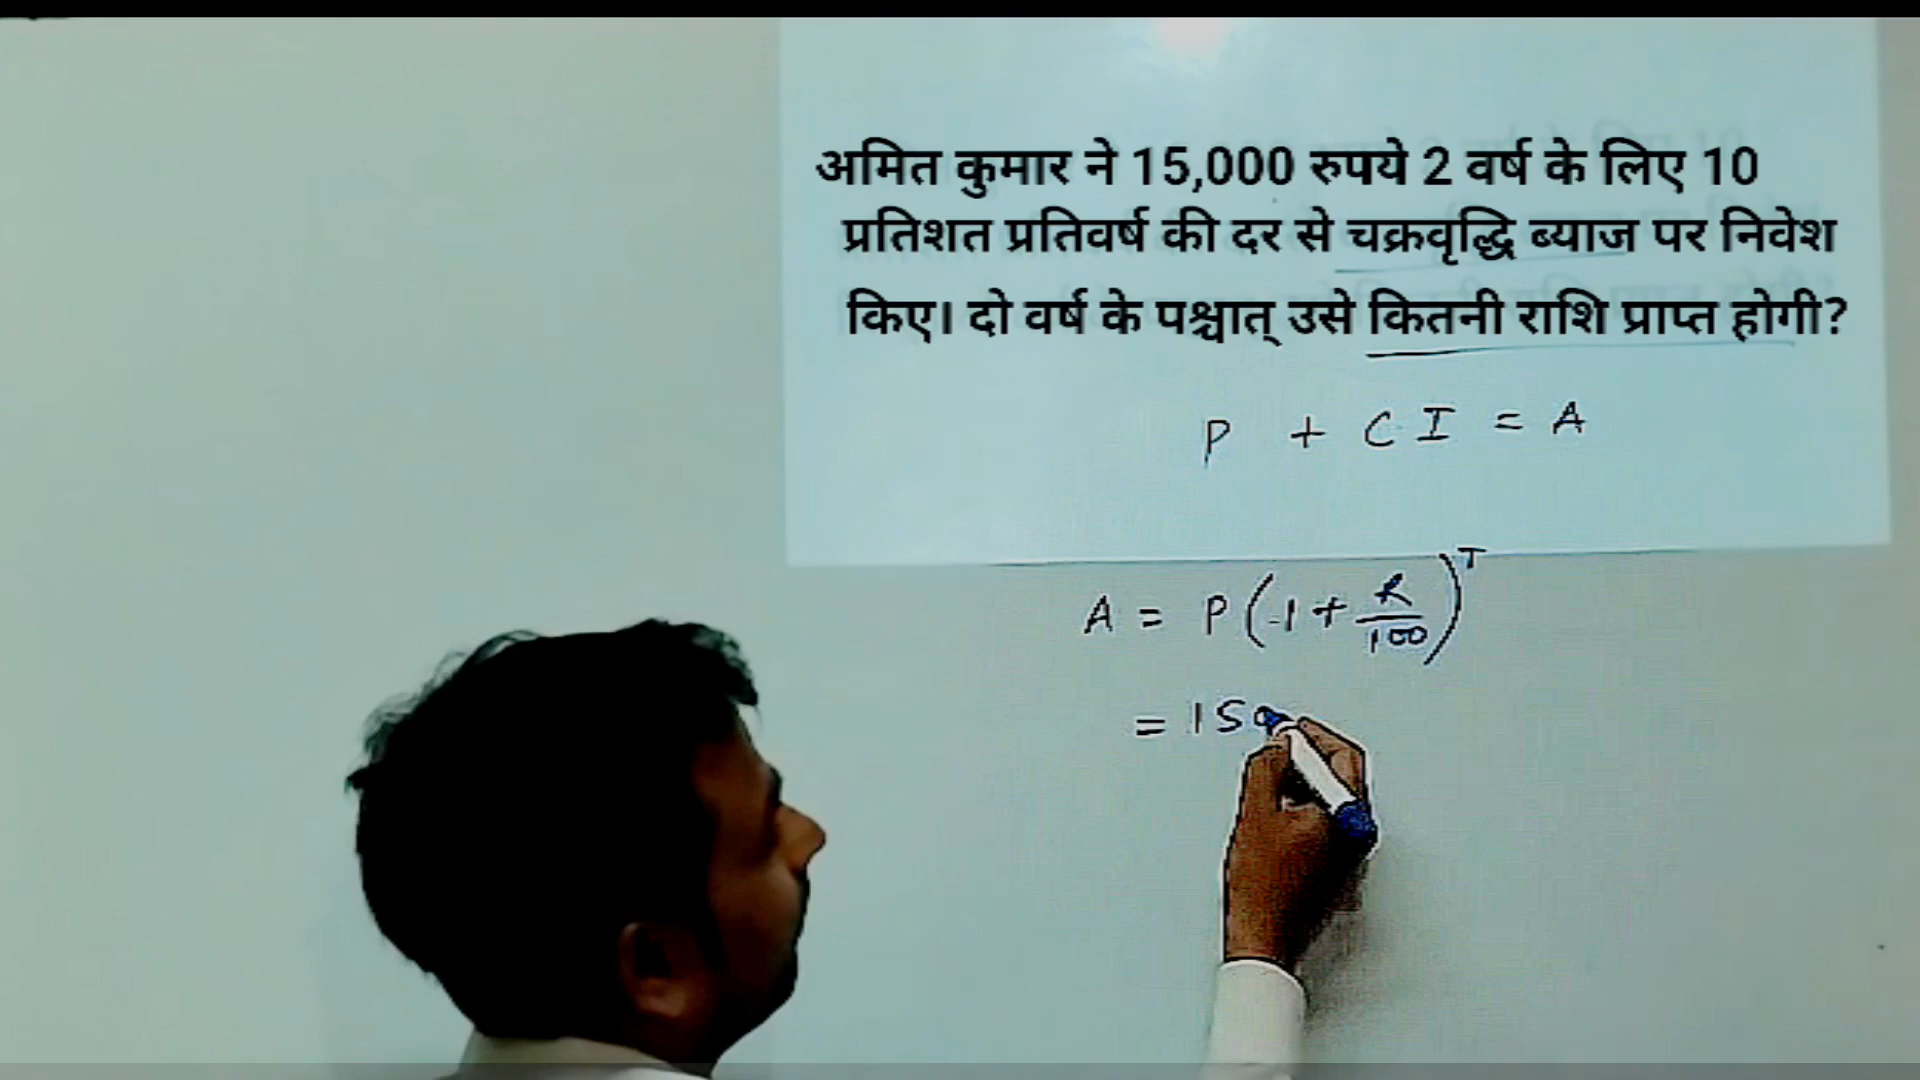 अमित कुमार ने 15,000 रुपये 2 वर्ष के लिए 10
प्रतिशत प्रतिवर्ष की दर से चक्रवृद्धि ब्याज पर निवेश
किए। दो वर्ष के पश्चात् उसे कितनी राशि प्राप्त होगी?
P + C.I = A
A = P(1 + R/100)^T
= 150